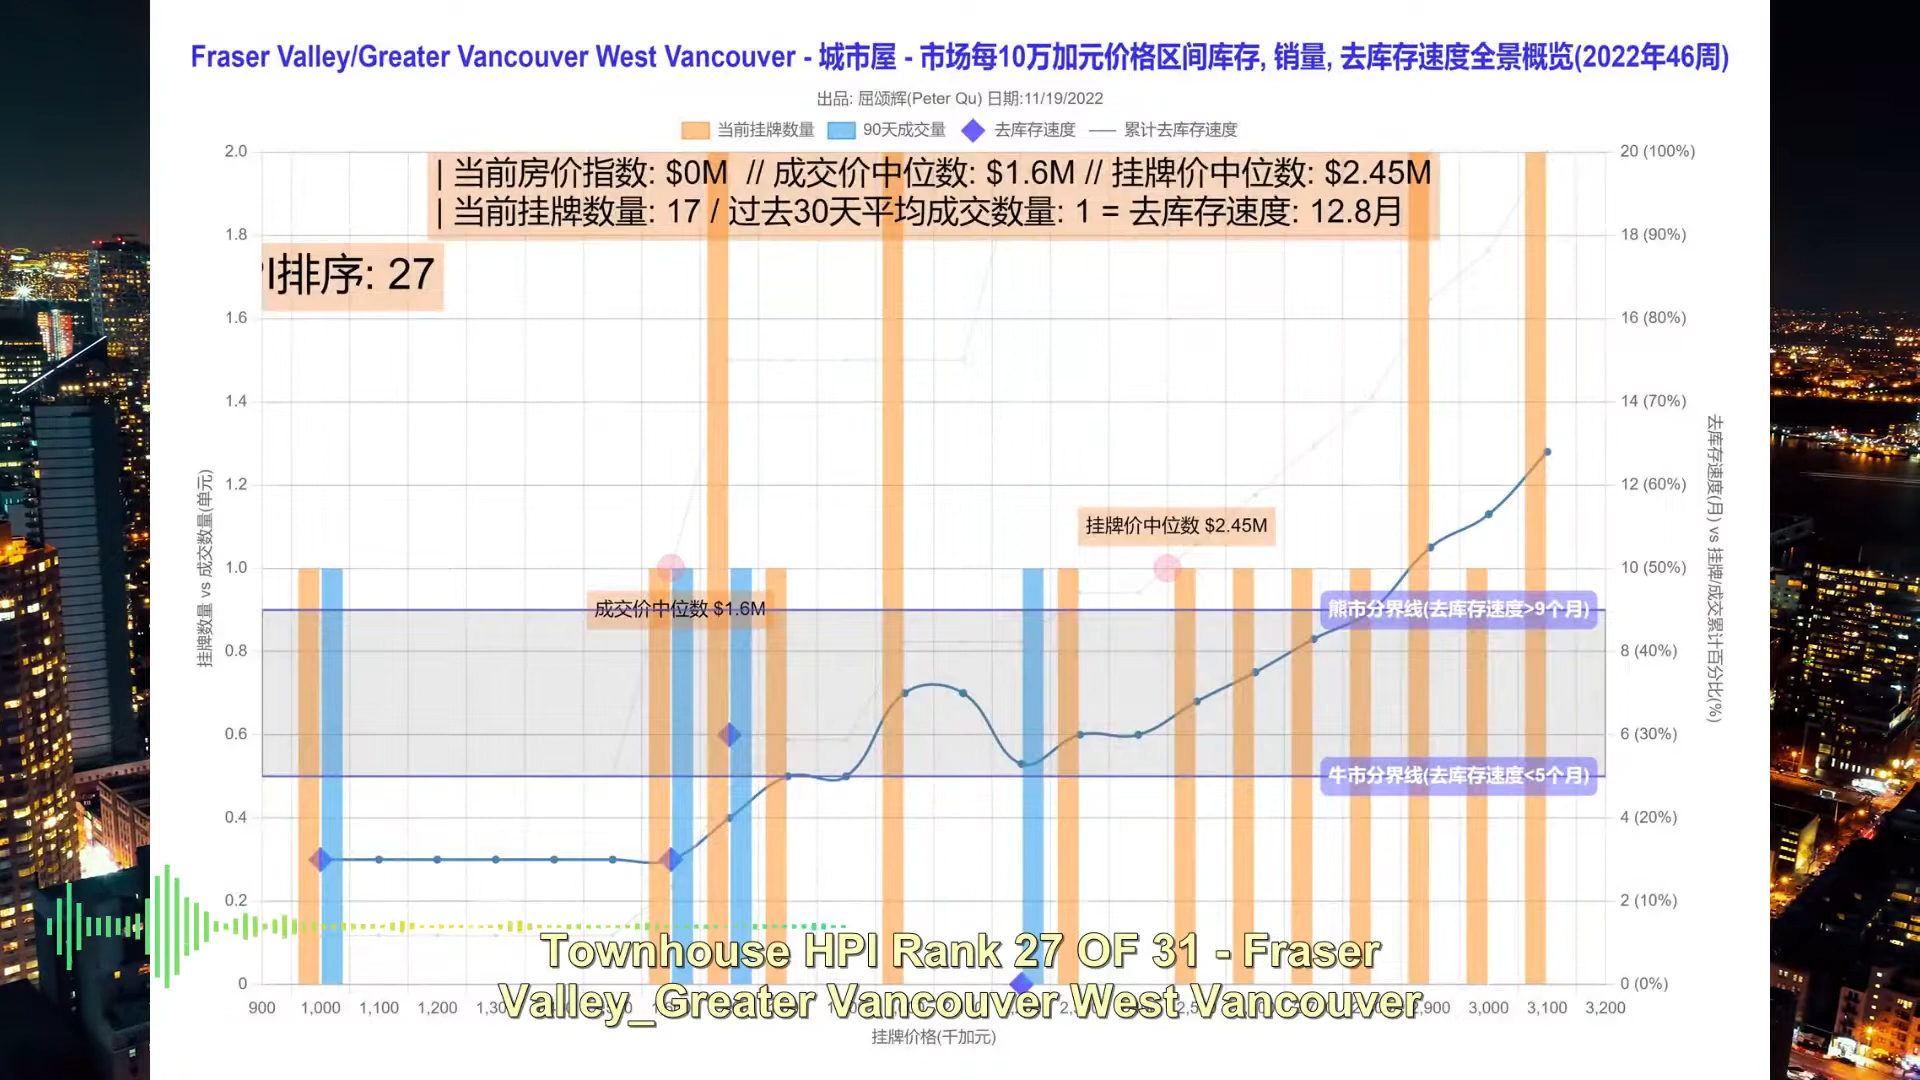 Fraser Valley/Greater Vancouver West Vancouver - 城市屋 - 市场每10万加元价格区间库存, 销量, 去库存速度全景概览(2022年46周)
出品: 屈颂辉(Peter Qu) 日期:11/19/2022
当前挂牌数量 90天成交量 去库存速度 累计去库存速度
| 当前房价指数: $0M // 成交价中位数: $1.6M // 挂牌价中位数: $2.45M
| 当前挂牌数量: 17 / 过去30天平均成交数量: 1 = 去库存速度: 12.8月
I排序: 27
2.0
1.8
1.6
1.4
1.2
1.0
0.8
0.6
0.4
0.2
0
挂牌数量 vs 成交数量(单元)
20 (100%)
18 (90%)
16 (80%)
14 (70%)
12 (60%)
10 (50%)
8 (40%)
6 (30%)
4 (20%)
2 (10%)
0 (0%)
去库存速度(月) vs 挂牌/成交累计百分比(%)
挂牌价中位数 $2.45M
成交价中位数 $1.6M
熊市分界线(去库存速度>9个月)
牛市分界线(去库存速度<5个月)
Townhouse HPI Rank 27 OF 31 - Fraser
Valley_Greater Vancouver West Vancouver
900 1,000 1,100 1,200 3,000 3,100 3,200
挂牌价格(千加元)